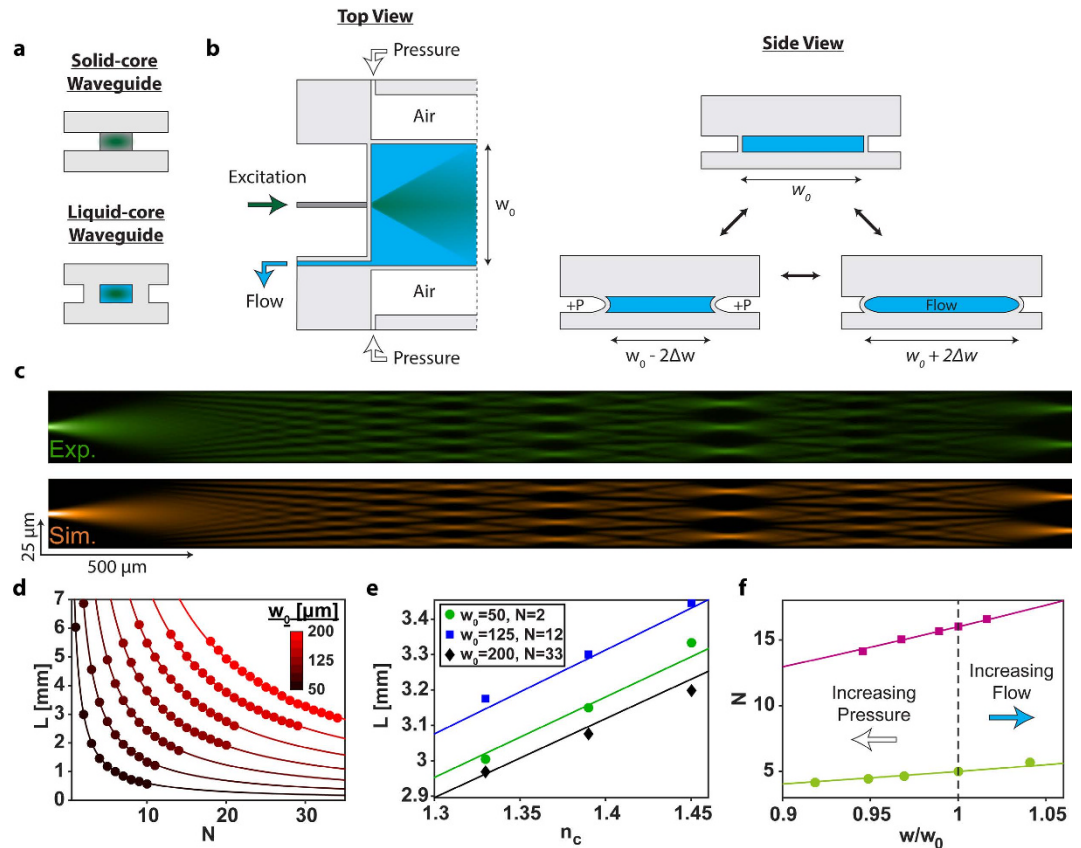 Top View
a
b
Solid-core
Waveguide
Liquid-core
Waveguide
Pressure
Air
Excitation
w₀
Flow
Air
Pressure
Side View
w₀
+P
+P
Flow
w₀ - 2Δw
w₀ + 2Δw
c
Exp.
Sim.
25 µm
500 µm
d
7
6
5
4
3
2
1
0
L [mm]
10
20
30
N
w₀ [µm]
200
125
50
e
w₀=50, N=2
w₀=125, N=12
w₀=200, N=33
3.4
3.3
3.2
3.1
3
2.9
L [mm]
1.3
1.35
1.4
1.45
n_c
f
15
10
5
N
Increasing
Pressure
Increasing
Flow
0.9
0.95
1
1.05
w/w₀